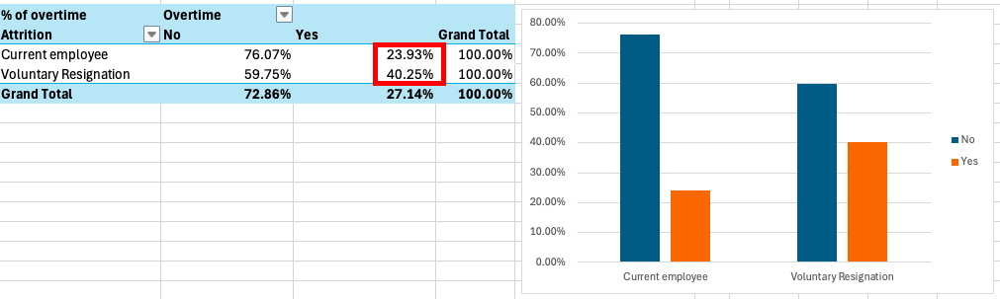 % of overtime Overtime
Attrition No Yes Grand Total
Current employee 76.07% 23.93% 100.00%
Voluntary Resignation 59.75% 40.25% 100.00%
Grand Total 72.86% 27.14% 100.00%
80.00%
70.00%
60.00%
50.00%
40.00%
30.00%
20.00%
10.00%
0.00%
Current employee Voluntary Resignation
No
Yes